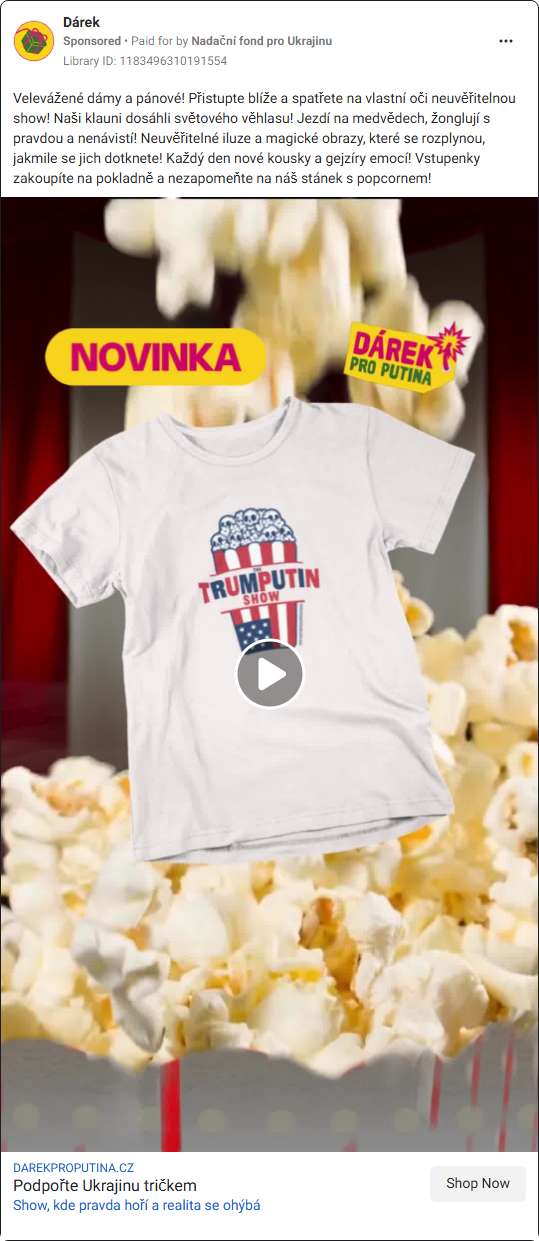 Dárek
Sponsored • Paid for by Nadační fond pro Ukrajinu
Library ID: 1183496310191554
Velevážené dámy a pánové! Přistupte blíže a spatřete na vlastní oči neuvěřitelnou
show! Naši klauni dosáhli světového věhlasu! Jezdí na medvědech, žonglují s
pravdou a nenávistí! Neuvěřitelné iluze a magické obrazy, které se rozplynou,
jakmile se jich dotknete! Každý den nové kousky a gejzíry emocí! Vstupenky
zakoupíte na pokladně a nezapomeňte na náš stánek s popcornem!
NOVINKA
DÁREK
PRO PUTINA
THE
TRUMPUTIN
SHOW
DAREKPROPUTINA.CZ
Podpořte Ukrajinu tričkem
Show, kde pravda hoří a realita se ohýbá
Shop Now